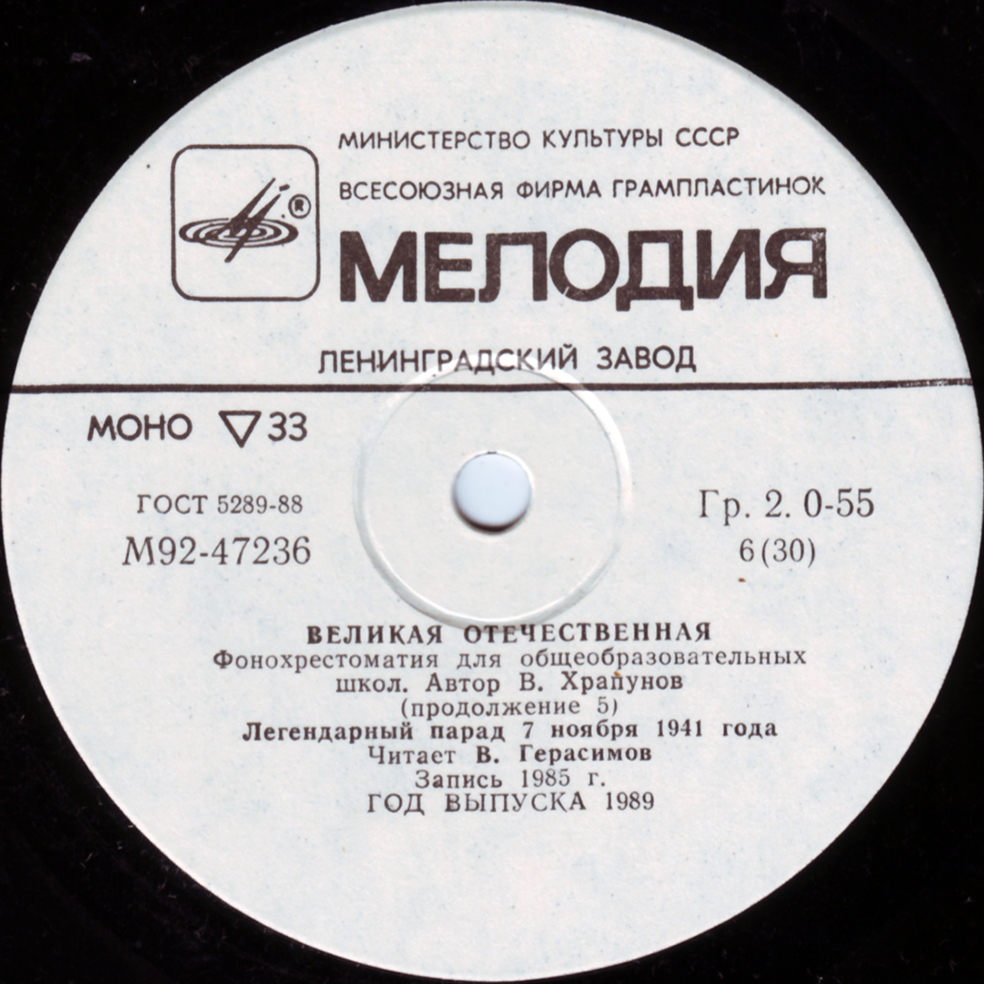 МИНИСТЕРСТВО КУЛЬТУРЫ СССР
ВСЕСОЮЗНАЯ ФИРМА ГРАМПЛАСТИНОК
®
МЕЛОДИЯ
ЛЕНИНГРАДСКИЙ ЗАВОД
МОНО ▽ 33
ГОСТ 5289-88
М92-47236
Гр. 2. 0-55
6 (30)
ВЕЛИКАЯ ОТЕЧЕСТВЕННАЯ
Фонохрестоматия для общеобразовательных
школ. Автор В. Храпунов
(продолжение 5)
Легендарный парад 7 ноября 1941 года
Читает В. Герасимов
Запись 1985 г.
ГОД ВЫПУСКА 1989